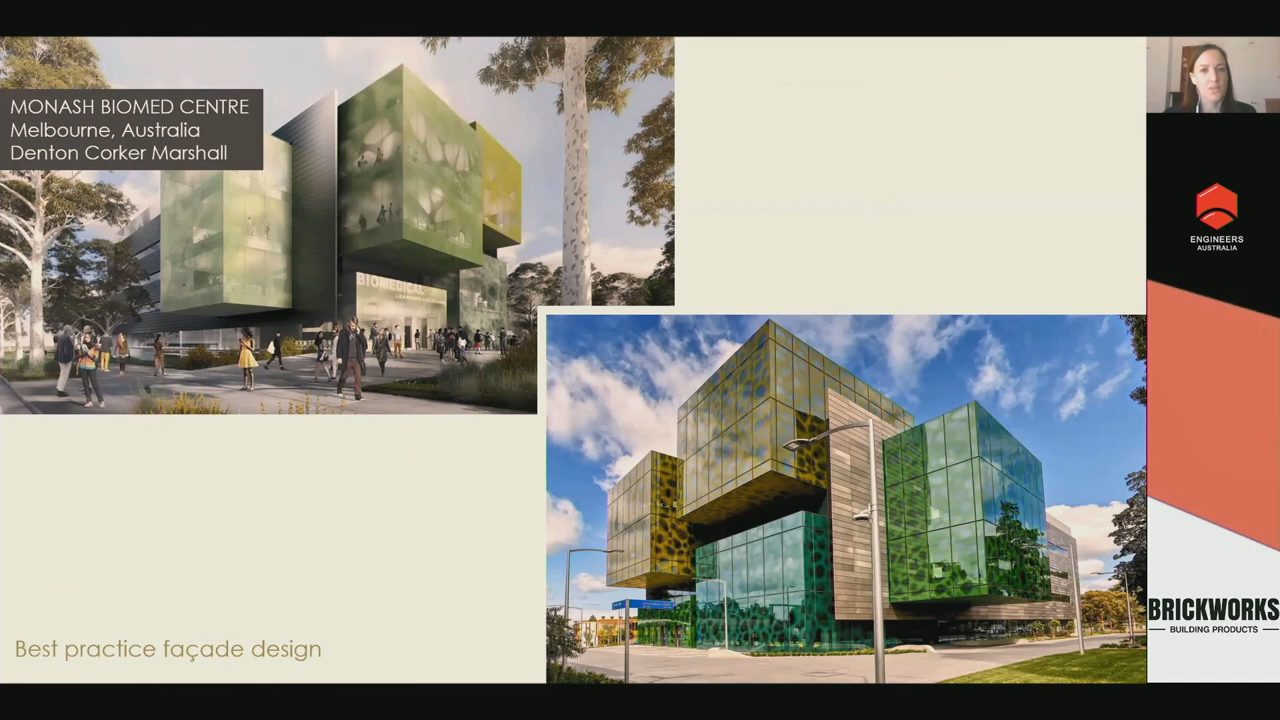 MONASH BIOMED CENTRE
Melbourne, Australia
Denton Corker Marshall
BIOMEDICAL
Best practice façade design
ENGINEERS
AUSTRALIA
BRICKWORKS
BUILDING PRODUCTS